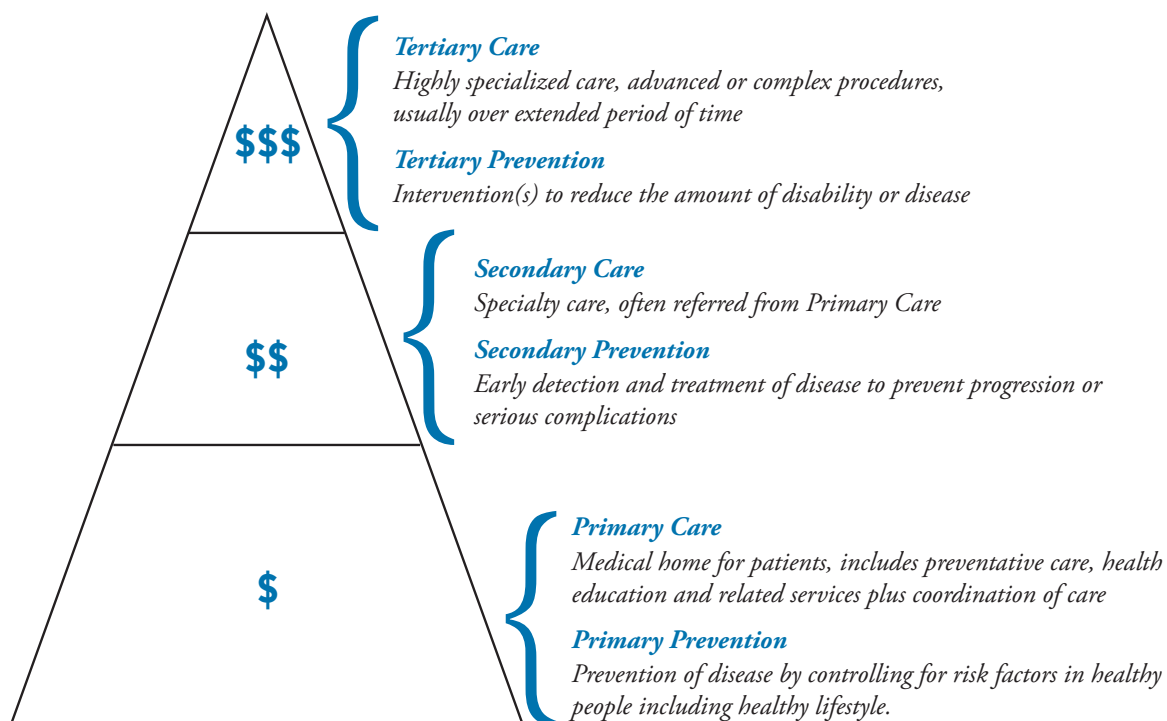 $$$
Tertiary Care
Highly specialized care, advanced or complex procedures,
usually over extended period of time
Tertiary Prevention
Intervention(s) to reduce the amount of disability or disease
$$
Secondary Care
Specialty care, often referred from Primary Care
Secondary Prevention
Early detection and treatment of disease to prevent progression or
serious complications
$
Primary Care
Medical home for patients, includes preventative care, health
education and related services plus coordination of care
Primary Prevention
Prevention of disease by controlling for risk factors in healthy
people including healthy lifestyle.